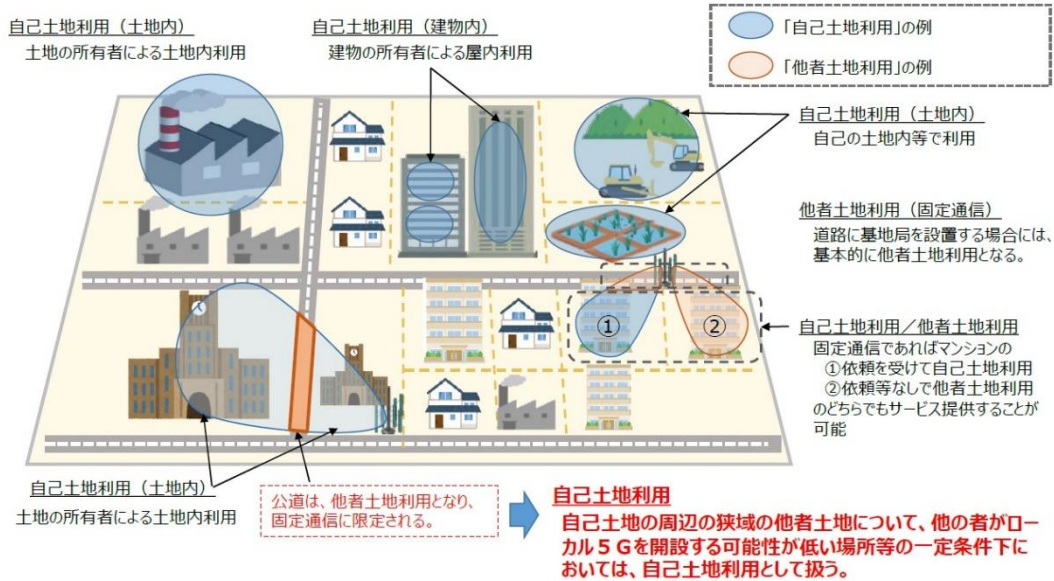 自己土地利用（土地内）
土地の所有者による土地内利用
自己土地利用（建物内）
建物の所有者による屋内利用
「自己土地利用」の例
「他者土地利用」の例
自己土地利用（土地内）
自己の土地内等で利用
他者土地利用（固定通信）
道路に基地局を設置する場合には、
基本的に他者土地利用となる。
①
②
自己土地利用／他者土地利用
固定通信であればマンションの
①依頼を受けて自己土地利用
②依頼等なしで他者土地利用
のどちらでもサービス提供することが
可能
自己土地利用（土地内）
土地の所有者による土地内利用
公道は、他者土地利用となり、
固定通信に限定される。
自己土地利用
自己土地の周辺の狭域の他者土地について、他の者がロー
カル５Ｇを開設する可能性が低い場所等の一定条件下に
おいては、自己土地利用として扱う。